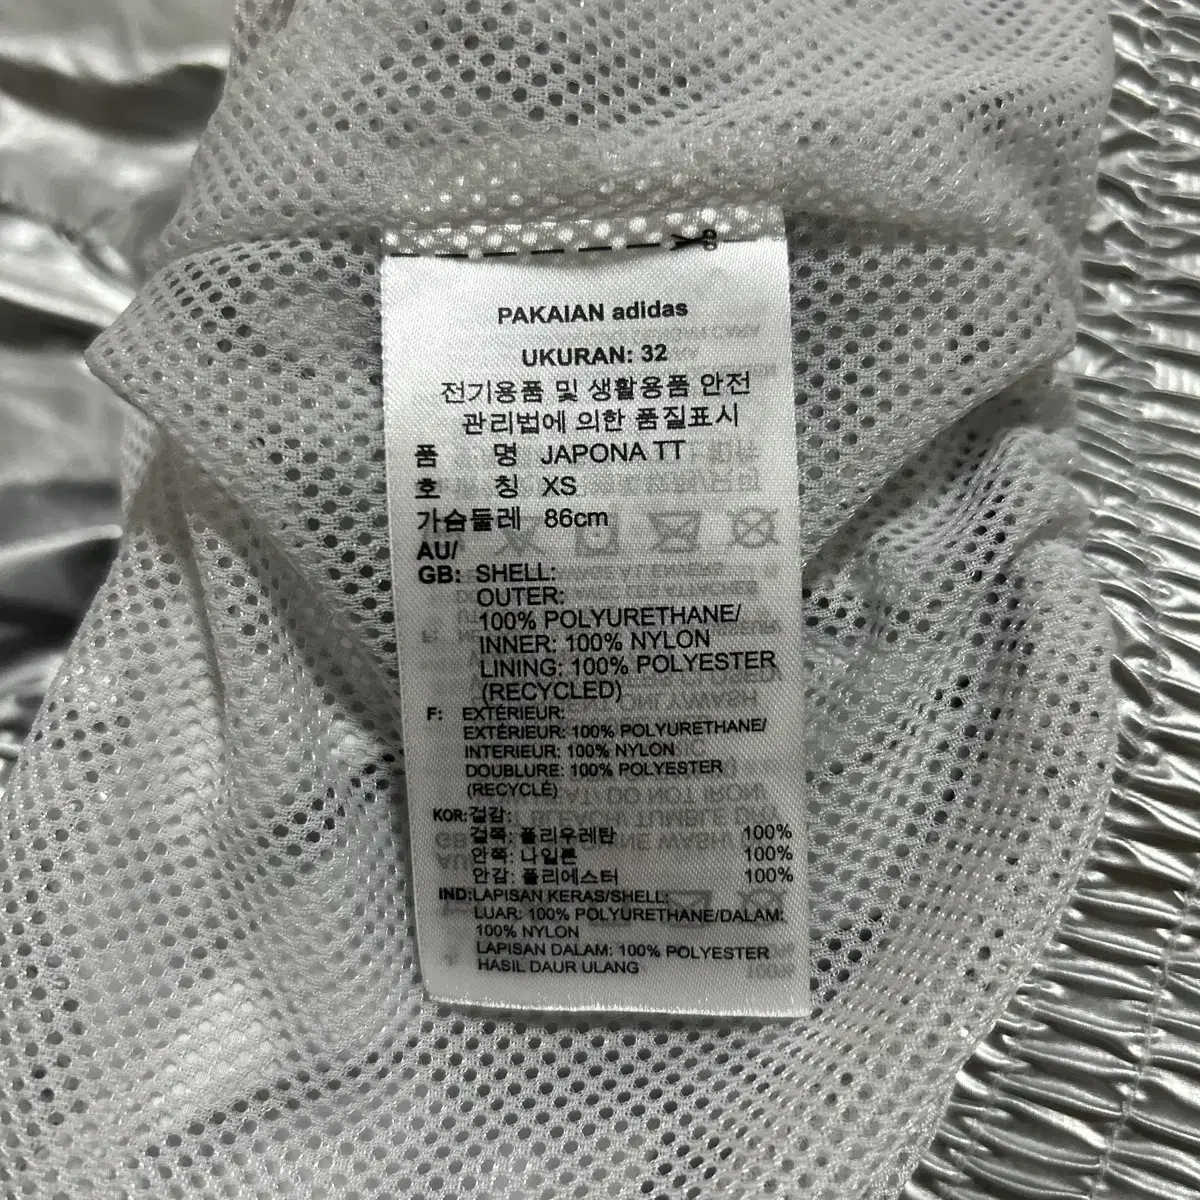 PAKAIAN adidas
UKURAN: 32
전기용품 및 생활용품 안전
관리법에 의한 품질표시
품 명 JAPONA TT
호 칭 XS
가슴둘레 86cm
AU/
GB: SHELL:
OUTER:
100% POLYURETHANE/
INNER: 100% NYLON
LINING: 100% POLYESTER
(RECYCLED)
F: EXTÉRIEUR:
EXTÉRIEUR: 100% POLYURETHANE/
INTERIEUR: 100% NYLON
DOUBLURE: 100% POLYESTER
(RECYCLÉ)
KOR: 겉감:
겉쪽: 폴리우레탄 100%
안쪽: 나일론 100%
안감: 폴리에스터 100%
IND: LAPISAN KERAS/SHELL:
LUAR: 100% POLYURETHANE/DALAM:
100% NYLON
LAPISAN DALAM: 100% POLYESTER
HASIL DAUR ULANG